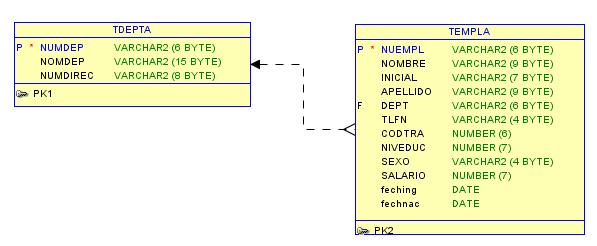 TDEPTA
P * NUMDEP VARCHAR2 (6 BYTE)
NOMDEP VARCHAR2 (15 BYTE)
NUMDIREC VARCHAR2 (8 BYTE)
PK1
TEMPLA
P * NUEMPL VARCHAR2 (6 BYTE)
NOMBRE VARCHAR2 (9 BYTE)
INICIAL VARCHAR2 (7 BYTE)
APELLIDO VARCHAR2 (9 BYTE)
F DEPT VARCHAR2 (6 BYTE)
TLFN VARCHAR2 (4 BYTE)
CODTRA NUMBER (6)
NIVEDUC NUMBER (7)
SEXO VARCHAR2 (4 BYTE)
SALARIO NUMBER (7)
feching DATE
fechnac DATE
PK2